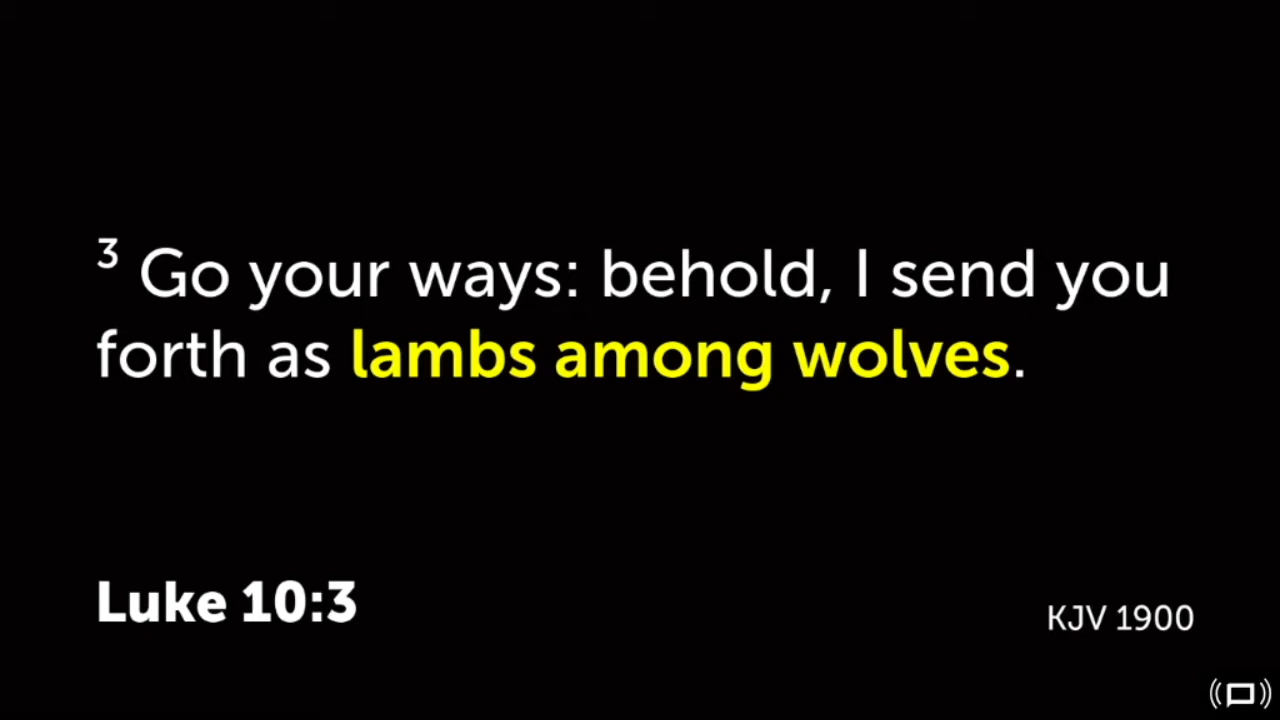 3 Go your ways: behold, I send you
forth as lambs among wolves.
Luke 10:3
KJV 1900